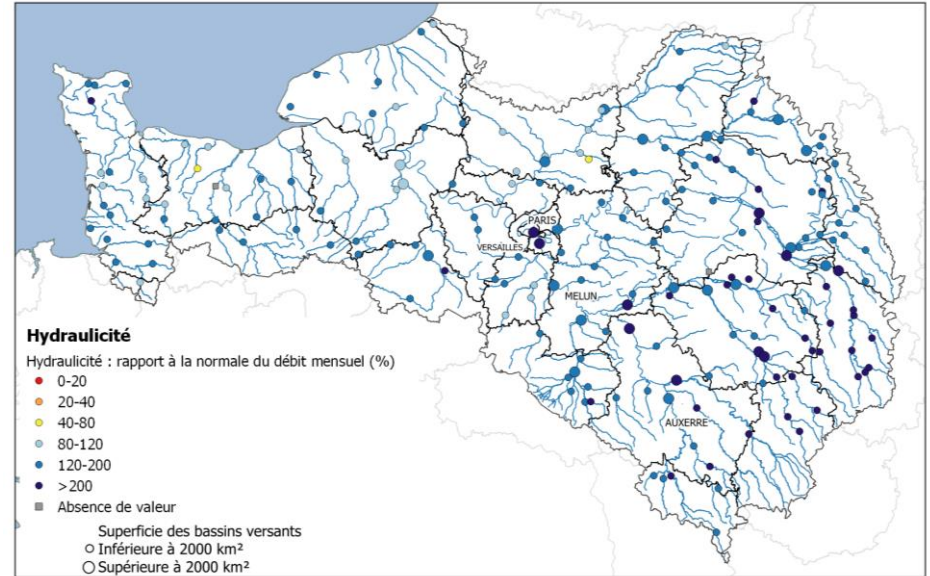 PARIS
VERSAILLES
MELUN
AUXERRE
Hydraulicité
Hydraulicité : rapport à la normale du débit mensuel (%)
0-20
20-40
40-80
80-120
120-200
>200
Absence de valeur
Superficie des bassins versants
Inférieure à 2000 km²
Supérieure à 2000 km²